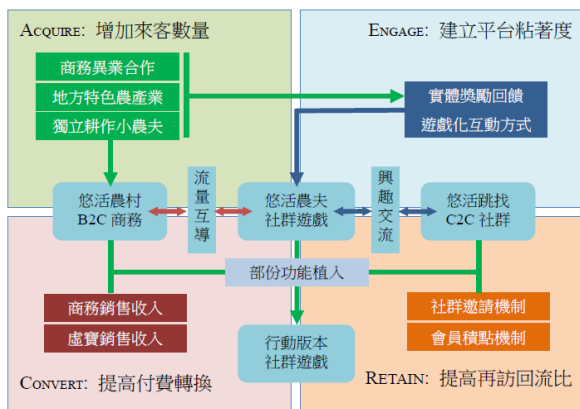 ACQUIRE: 增加來客數量
ENGAGE: 建立平台粘著度
商務異業合作
地方特色農產業
獨立耕作小農夫
實體獎勵回饋
遊戲化互動方式
悠活農村
B2C 商務
流量互導
悠活農夫
社群遊戲
興趣交流
悠活跳找
C2C 社群
部份功能植入
商務銷售收入
虛寶銷售收入
行動版本
社群遊戲
社群邀請機制
會員積點機制
CONVERT: 提高付費轉換
RETAIN: 提高再訪回流比